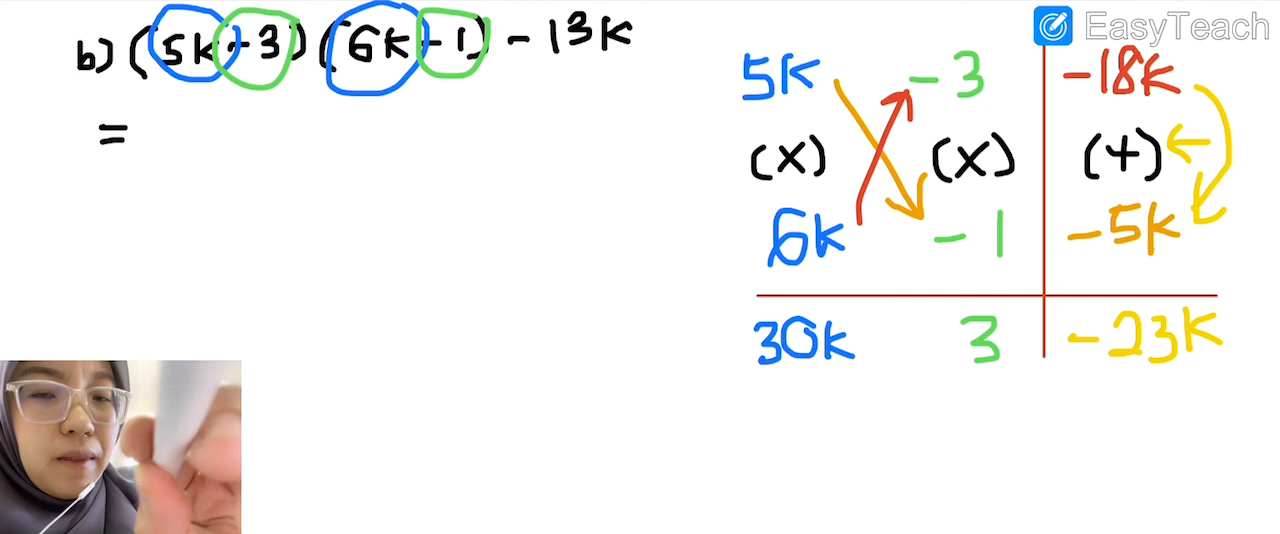 b) (5k-3)(6k-1) - 13k
=
EasyTeach
5k -3 -18k
(x) (x) (+)
6k -1 -5k
30k 3 -23k